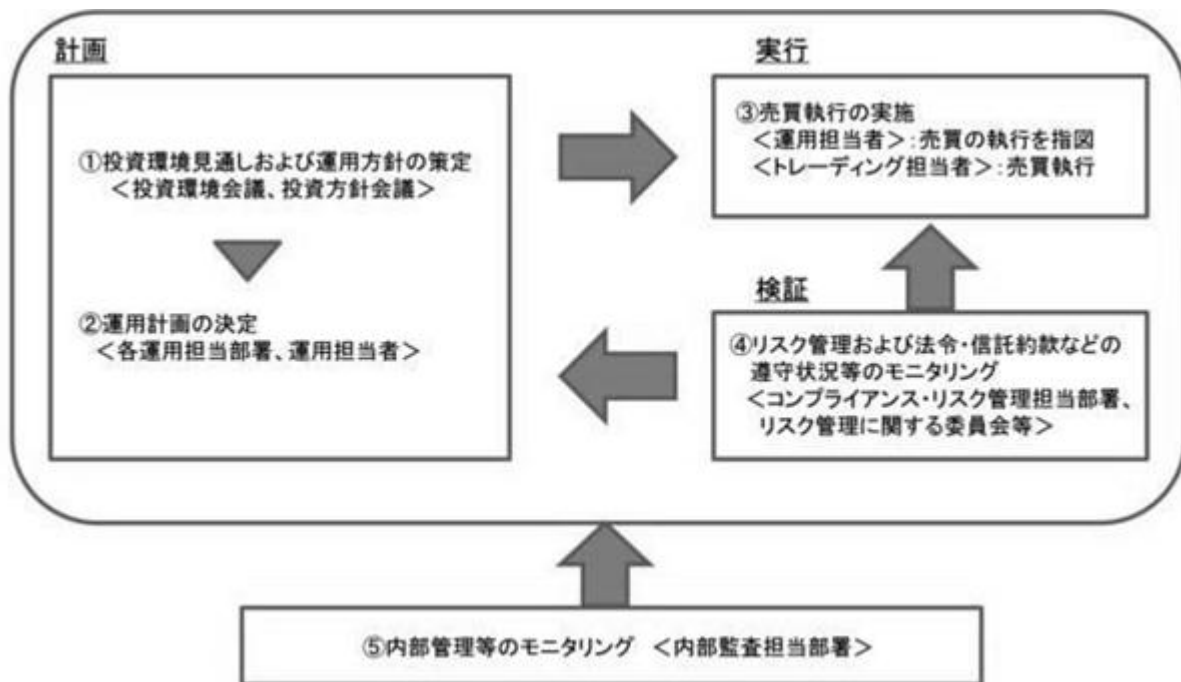 計画
①投資環境見通しおよび運用方針の策定
＜投資環境会議、投資方針会議＞
②運用計画の決定
＜各運用担当部署、運用担当者＞
実行
③売買執行の実施
＜運用担当者＞：売買の執行を指図
＜トレーディング担当者＞：売買執行
検証
④リスク管理および法令・信託約款などの
遵守状況等のモニタリング
＜コンプライアンス・リスク管理担当部署、
リスク管理に関する委員会等＞
⑤内部管理等のモニタリング　＜内部監査担当部署＞